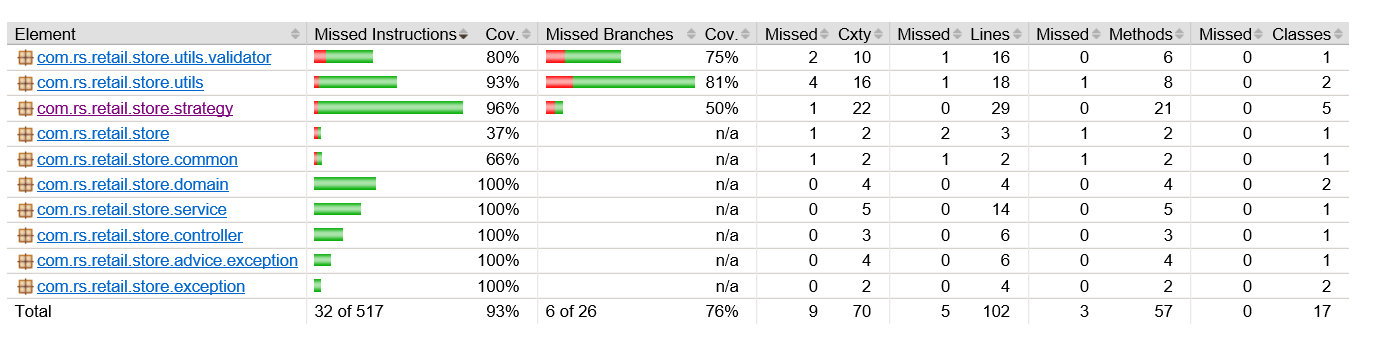 Element Missed Instructions Cov. Missed Branches Cov. Missed Cxty Missed Lines Missed Methods Missed Classes
com.rs.retail.store.utils.validator 80% 75% 2 10 1 16 0 6 0 1
com.rs.retail.store.utils 93% 81% 4 16 1 18 1 8 0 2
com.rs.retail.store.strategy 96% 50% 1 22 0 29 0 21 0 5
com.rs.retail.store 37% n/a 1 2 2 3 1 2 0 1
com.rs.retail.store.common 66% n/a 1 2 1 2 1 2 0 1
com.rs.retail.store.domain 100% n/a 0 4 0 4 0 4 0 2
com.rs.retail.store.service 100% n/a 0 5 0 14 0 5 0 1
com.rs.retail.store.controller 100% n/a 0 3 0 6 0 3 0 1
com.rs.retail.store.advice.exception 100% n/a 0 4 0 6 0 4 0 1
com.rs.retail.store.exception 100% n/a 0 2 0 4 0 2 0 2
Total 32 of 517 93% 6 of 26 76% 9 70 5 102 3 57 0 17